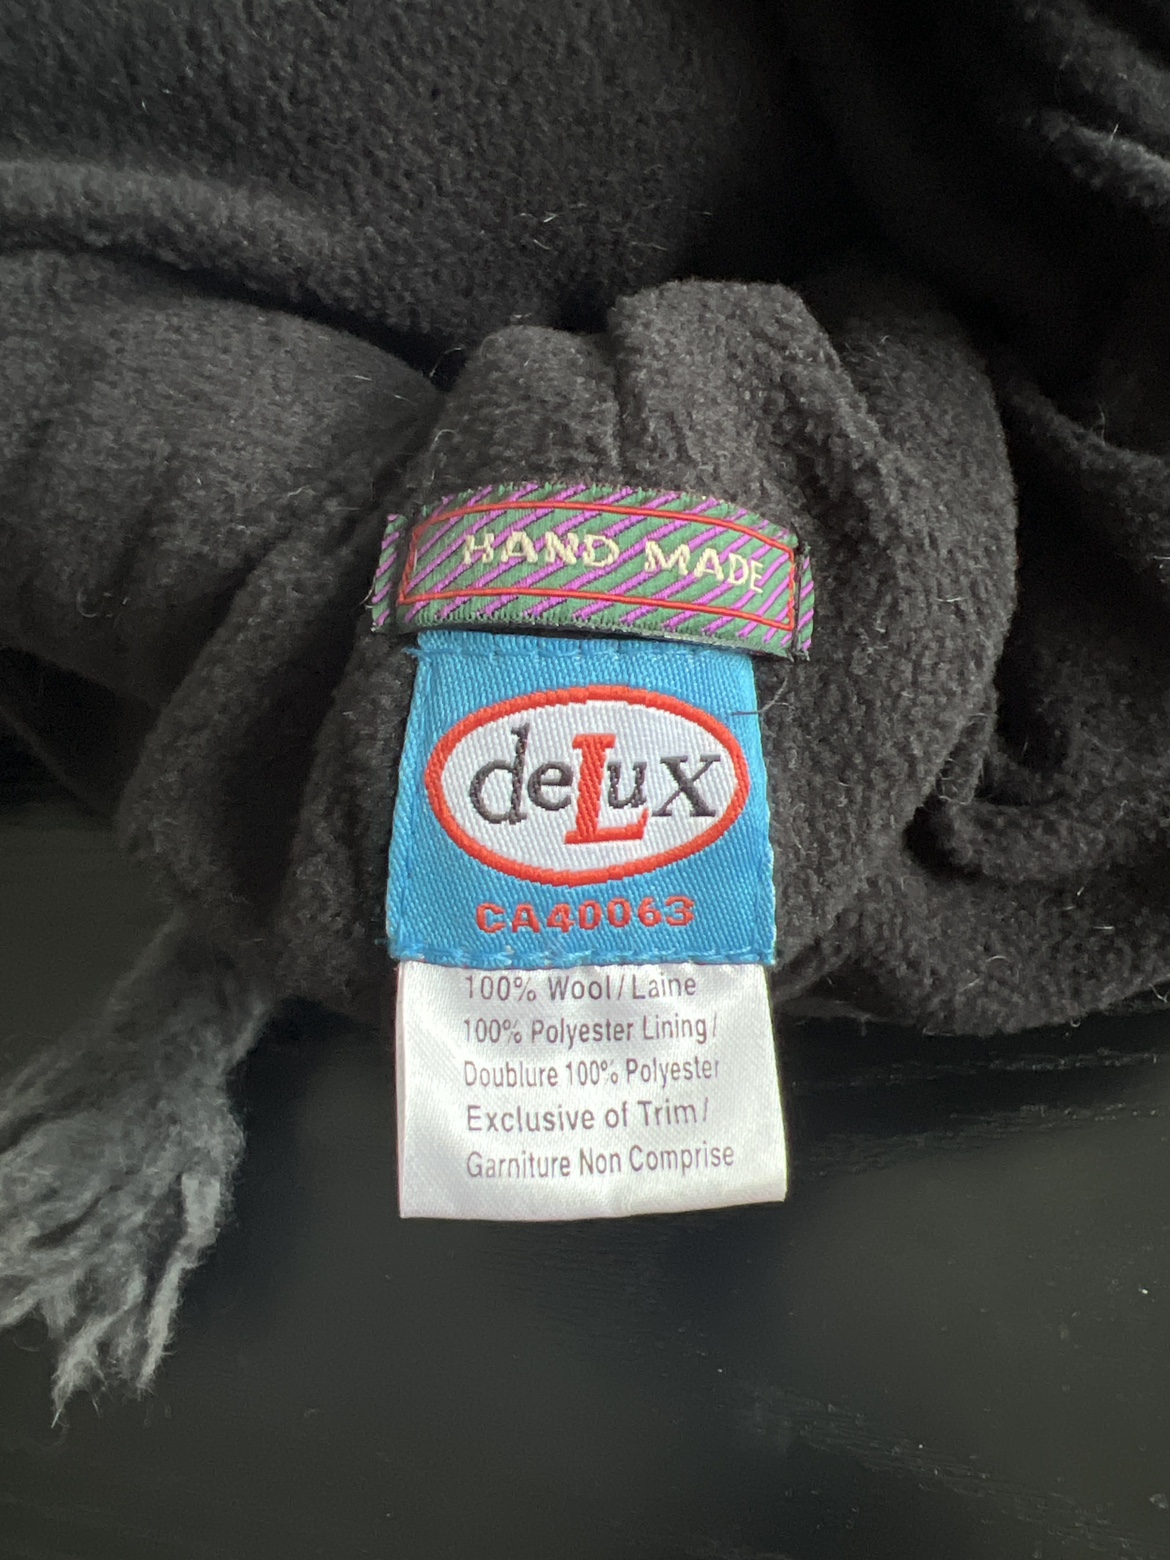 HAND MADE
deLux
CA40063
100% Wool/Laine
100% Polyester Lining/
Doublure 100% Polyester
Exclusive of Trim/
Garniture Non Comprise